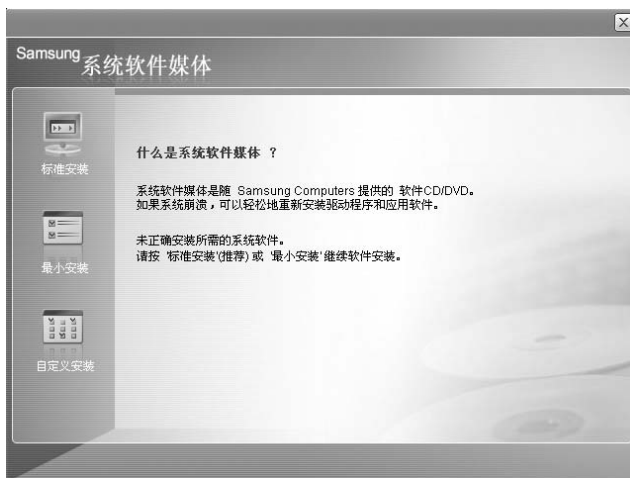 Samsung 系统软件媒体
标准安装
最小安装
自定义安装
什么是系统软件媒体 ？
系统软件媒体是随 Samsung Computers 提供的 软件CD/DVD。
如果系统崩溃，可以轻松地重新安装驱动程序和应用软件。
未正确安装所需的系统软件。
请按 '标准安装'(推荐) 或 '最小安装'继续软件安装。